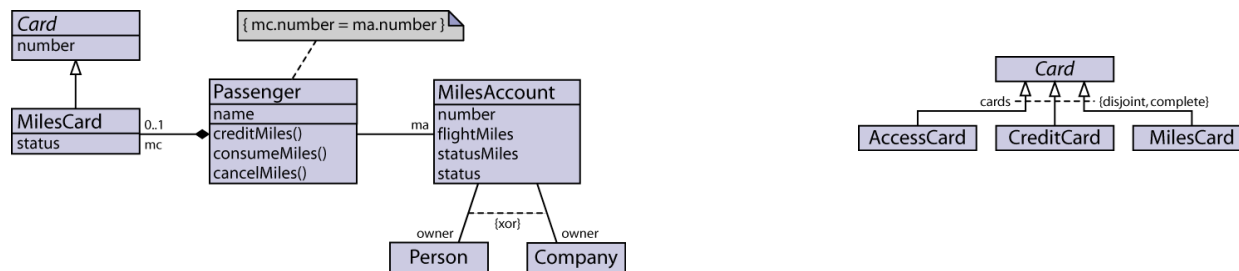 Card
number
{ mc.number = ma.number }
MilesCard
status
0..1
mc
Passenger
name
creditMiles()
consumeMiles()
cancelMiles()
ma
MilesAccount
number
flightMiles
statusMiles
status
{xor}
owner
owner
Person
Company
Card
cards
{disjoint, complete}
AccessCard
CreditCard
MilesCard